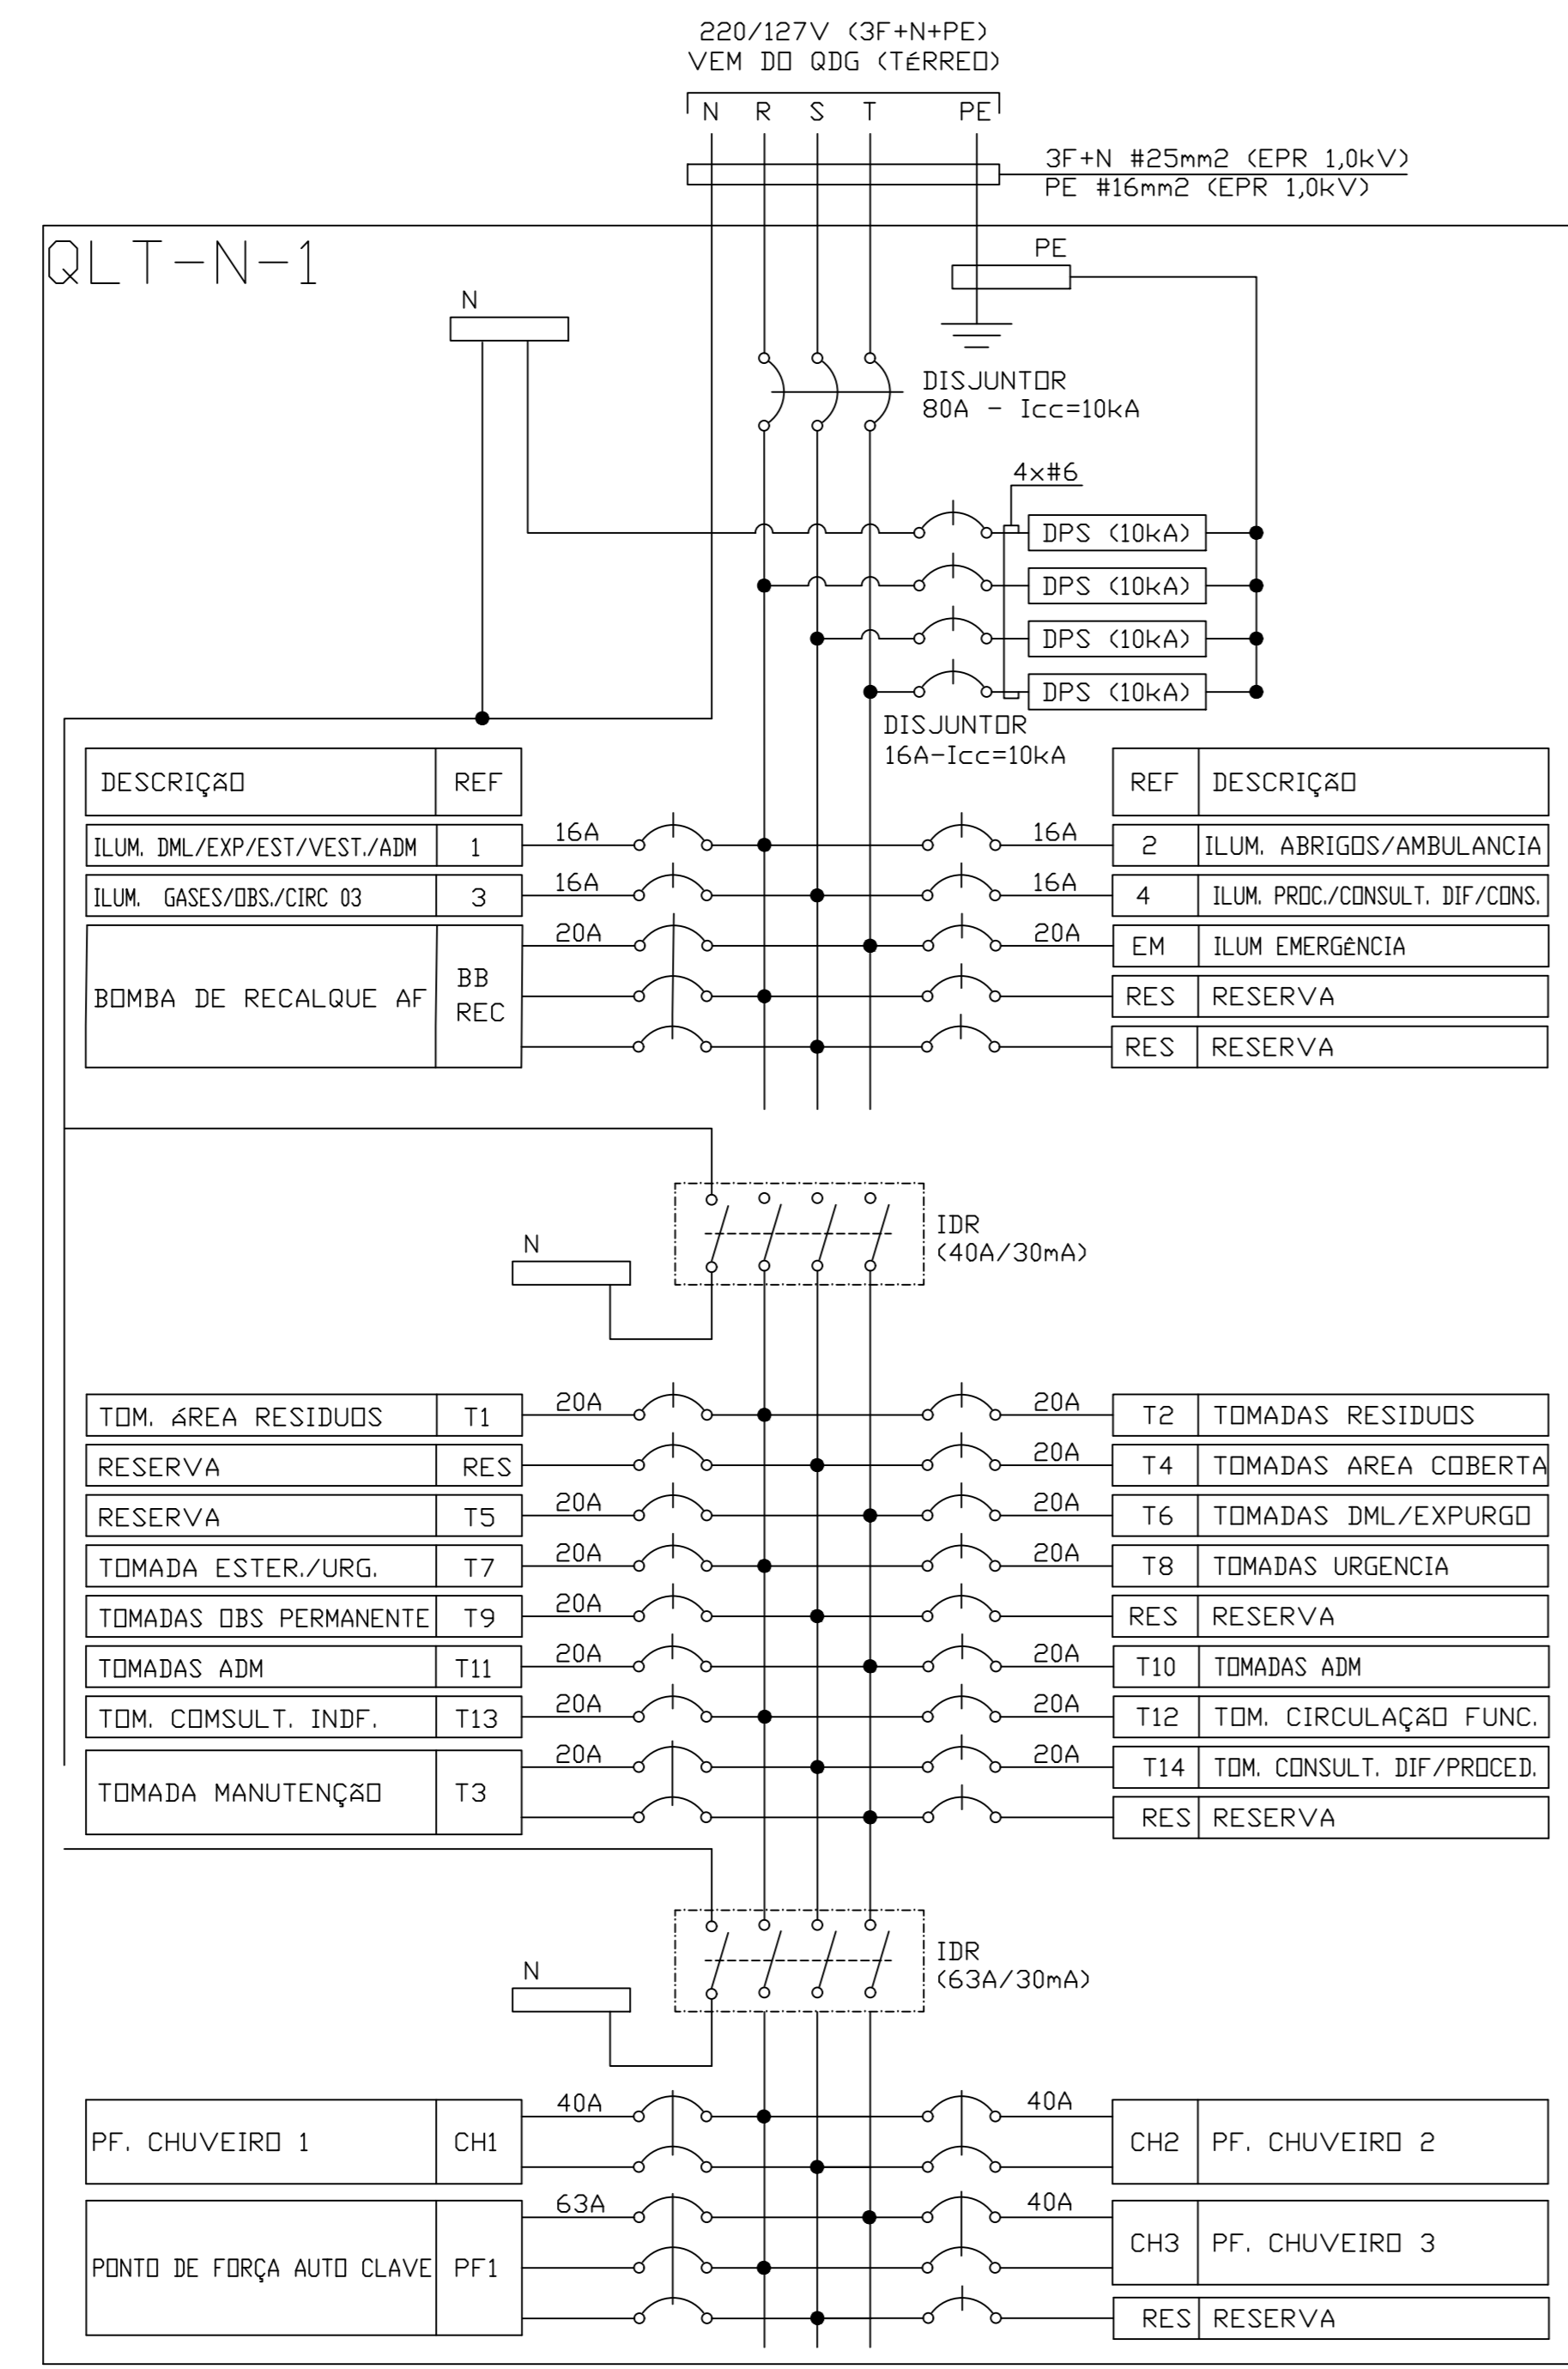 220/127V (3F+N+PE)
VEM DO QDG (TéRREO)
N R S T PE
3F+N #25mm2 (EPR 1,0kV)
PE #16mm2 (EPR 1,0kV)
QLT-N-1
PE
N
DISJUNTOR
80A - Icc=10kA
4x#6
DPS (10kA)
DPS (10kA)
DPS (10kA)
DPS (10kA)
DISJUNTOR
16A-Icc=10kA
DESCRIÇãO REF REF DESCRIÇãO
ILUM. DML/EXP/EST/VEST./ADM 1 16A 16A 2 ILUM. ABRIGOS/AMBULANCIA
ILUM. GASES/OBS./CIRC 03 3 16A 16A 4 ILUM. PROC./CONSULT. DIF/CONS.
20A 20A EM ILUM EMERGêNCIA
BOMBA DE RECALQUE AF BB REC RES RESERVA
RES RESERVA
IDR
(40A/30mA)
N
TOM. áREA RESIDUOS T1 20A 20A T2 TOMADAS RESIDUOS
RESERVA RES 20A T4 TOMADAS AREA COBERTA
RESERVA T5 20A 20A T6 TOMADAS DML/EXPURGO
TOMADA ESTER./URG. T7 20A 20A T8 TOMADAS URGENCIA
TOMADAS OBS PERMANENTE T9 20A RES RESERVA
TOMADAS ADM T11 20A 20A T10 TOMADAS ADM
TOM. COMSULT. INDF. T13 20A 20A T12 TOM. CIRCULAÇãO FUNC.
TOMADA MANUTENÇãO T3 20A 20A T14 TOM. CONSULT. DIF/PROCED.
RES RESERVA
IDR
(63A/30mA)
N
PF. CHUVEIRO 1 CH1 40A 40A CH2 PF. CHUVEIRO 2
63A 40A CH3 PF. CHUVEIRO 3
PONTO DE FORÇA AUTO CLAVE PF1
RES RESERVA